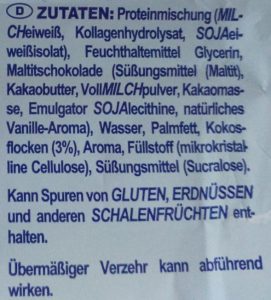 D ZUTATEN: Proteinmischung (MIL-
CHeiweiß, Kollagenhydrolysat, SOJAei-
weißisolat), Feuchthaltemittel Glycerin,
Maltitschokolade (Süßungsmittel (Maltit),
Kakaobutter, VollMILCHpulver, Kakaomas-
se, Emulgator SOJAlecithine, natürliches
Vanille-Aroma), Wasser, Palmfett, Kokos-
flocken (3%), Aroma, Füllstoff (mikrokristal-
line Cellulose), Süßungsmittel (Sucralose).
Kann Spuren von GLUTEN, ERDNÜSSEN
und anderen SCHALENFRÜCHTEN ent-
halten.
Übermäßiger Verzehr kann abführend
wirken.